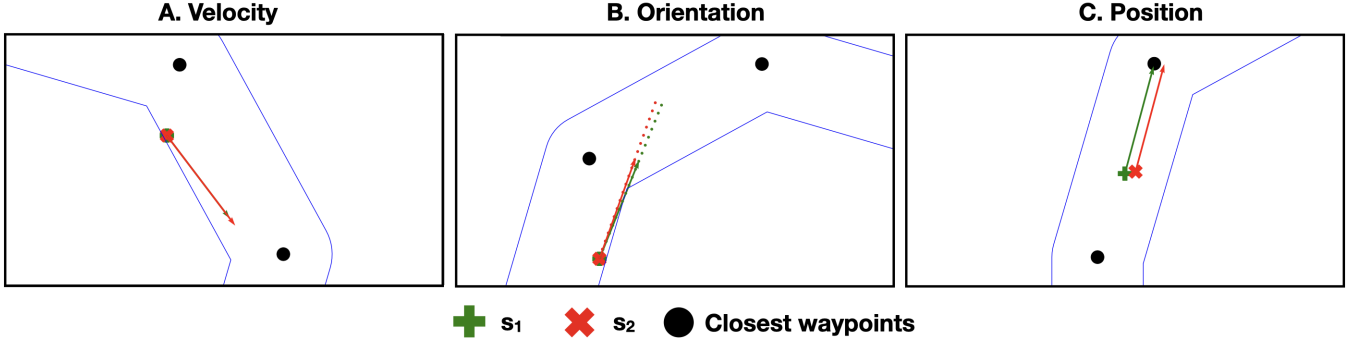 A. Velocity
B. Orientation
C. Position
s₁
s₂
Closest waypoints